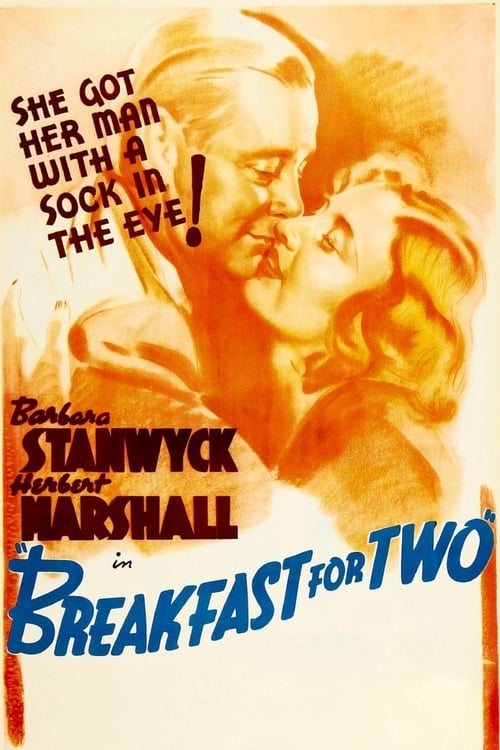 SHE GOT
HER MAN
WITH A
SOCK IN
THE EYE!
Barbara
STANWYCK
Herbert
MARSHALL
in
"BREAKFAST FOR TWO"